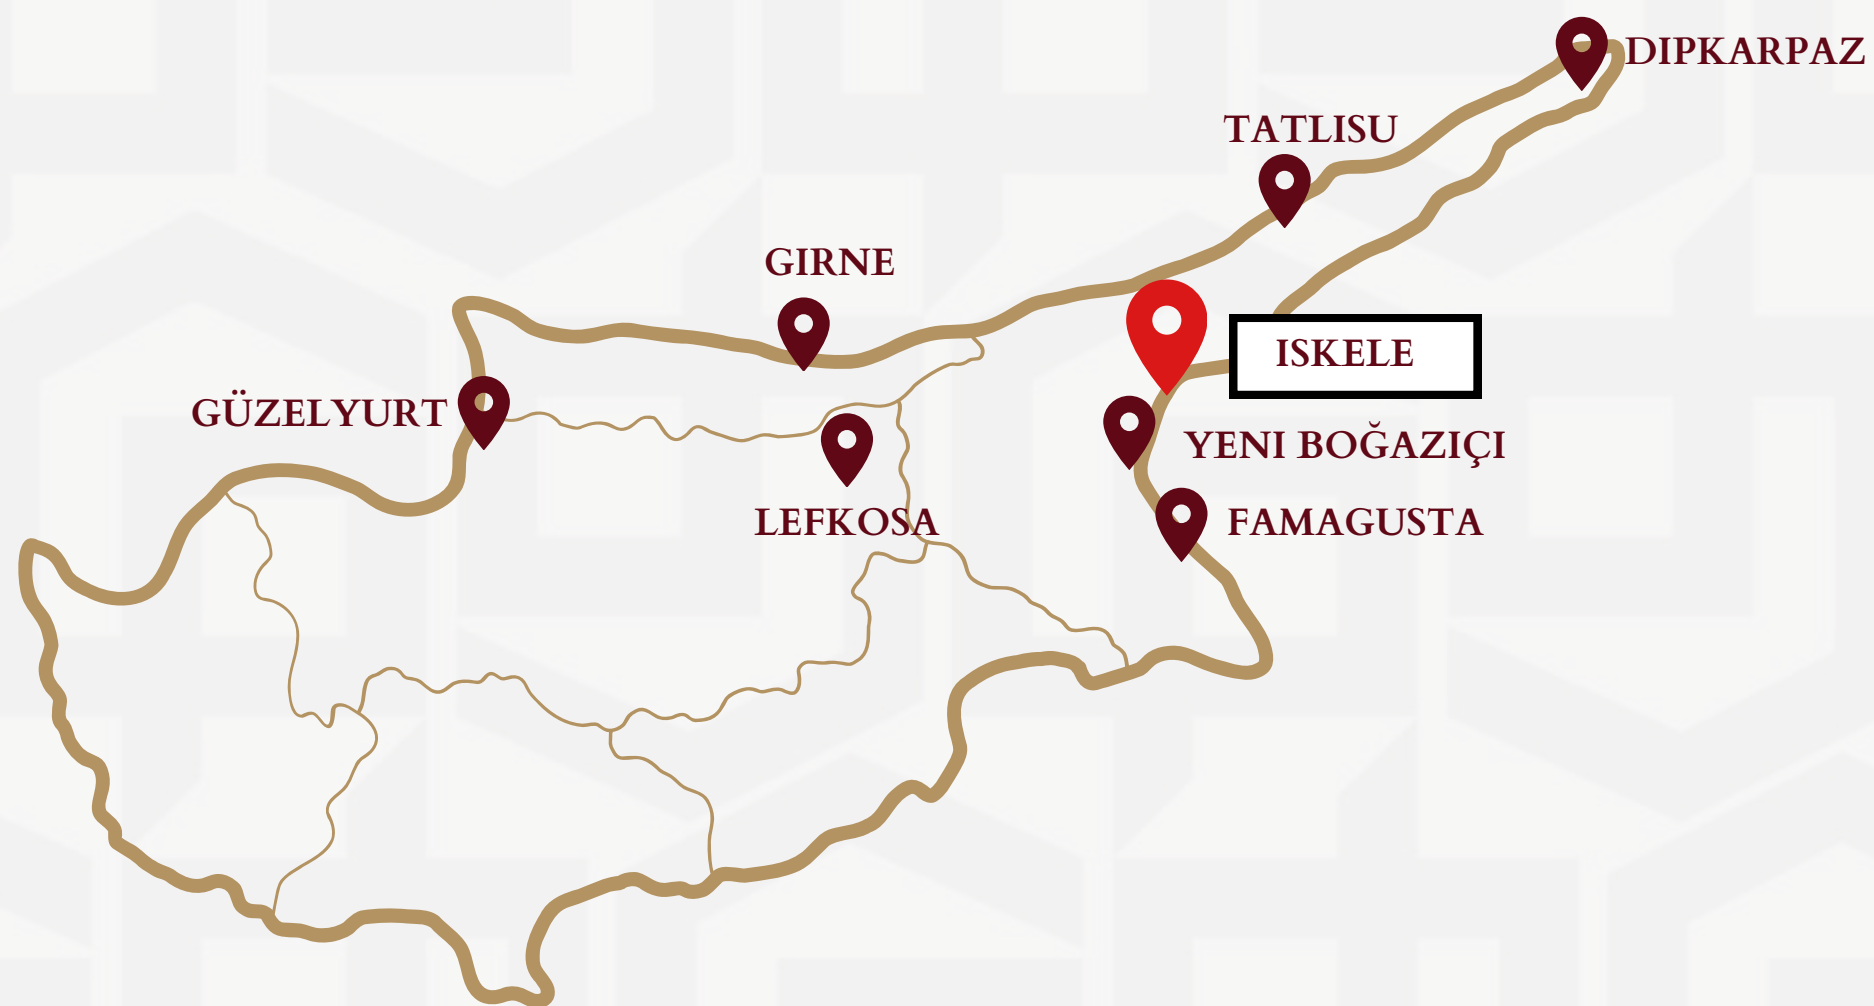 DIPKARPAZ
TATLISU
GIRNE
ISKELE
GÜZELYURT
YENI BOĞAZIÇI
LEFKOSA
FAMAGUSTA